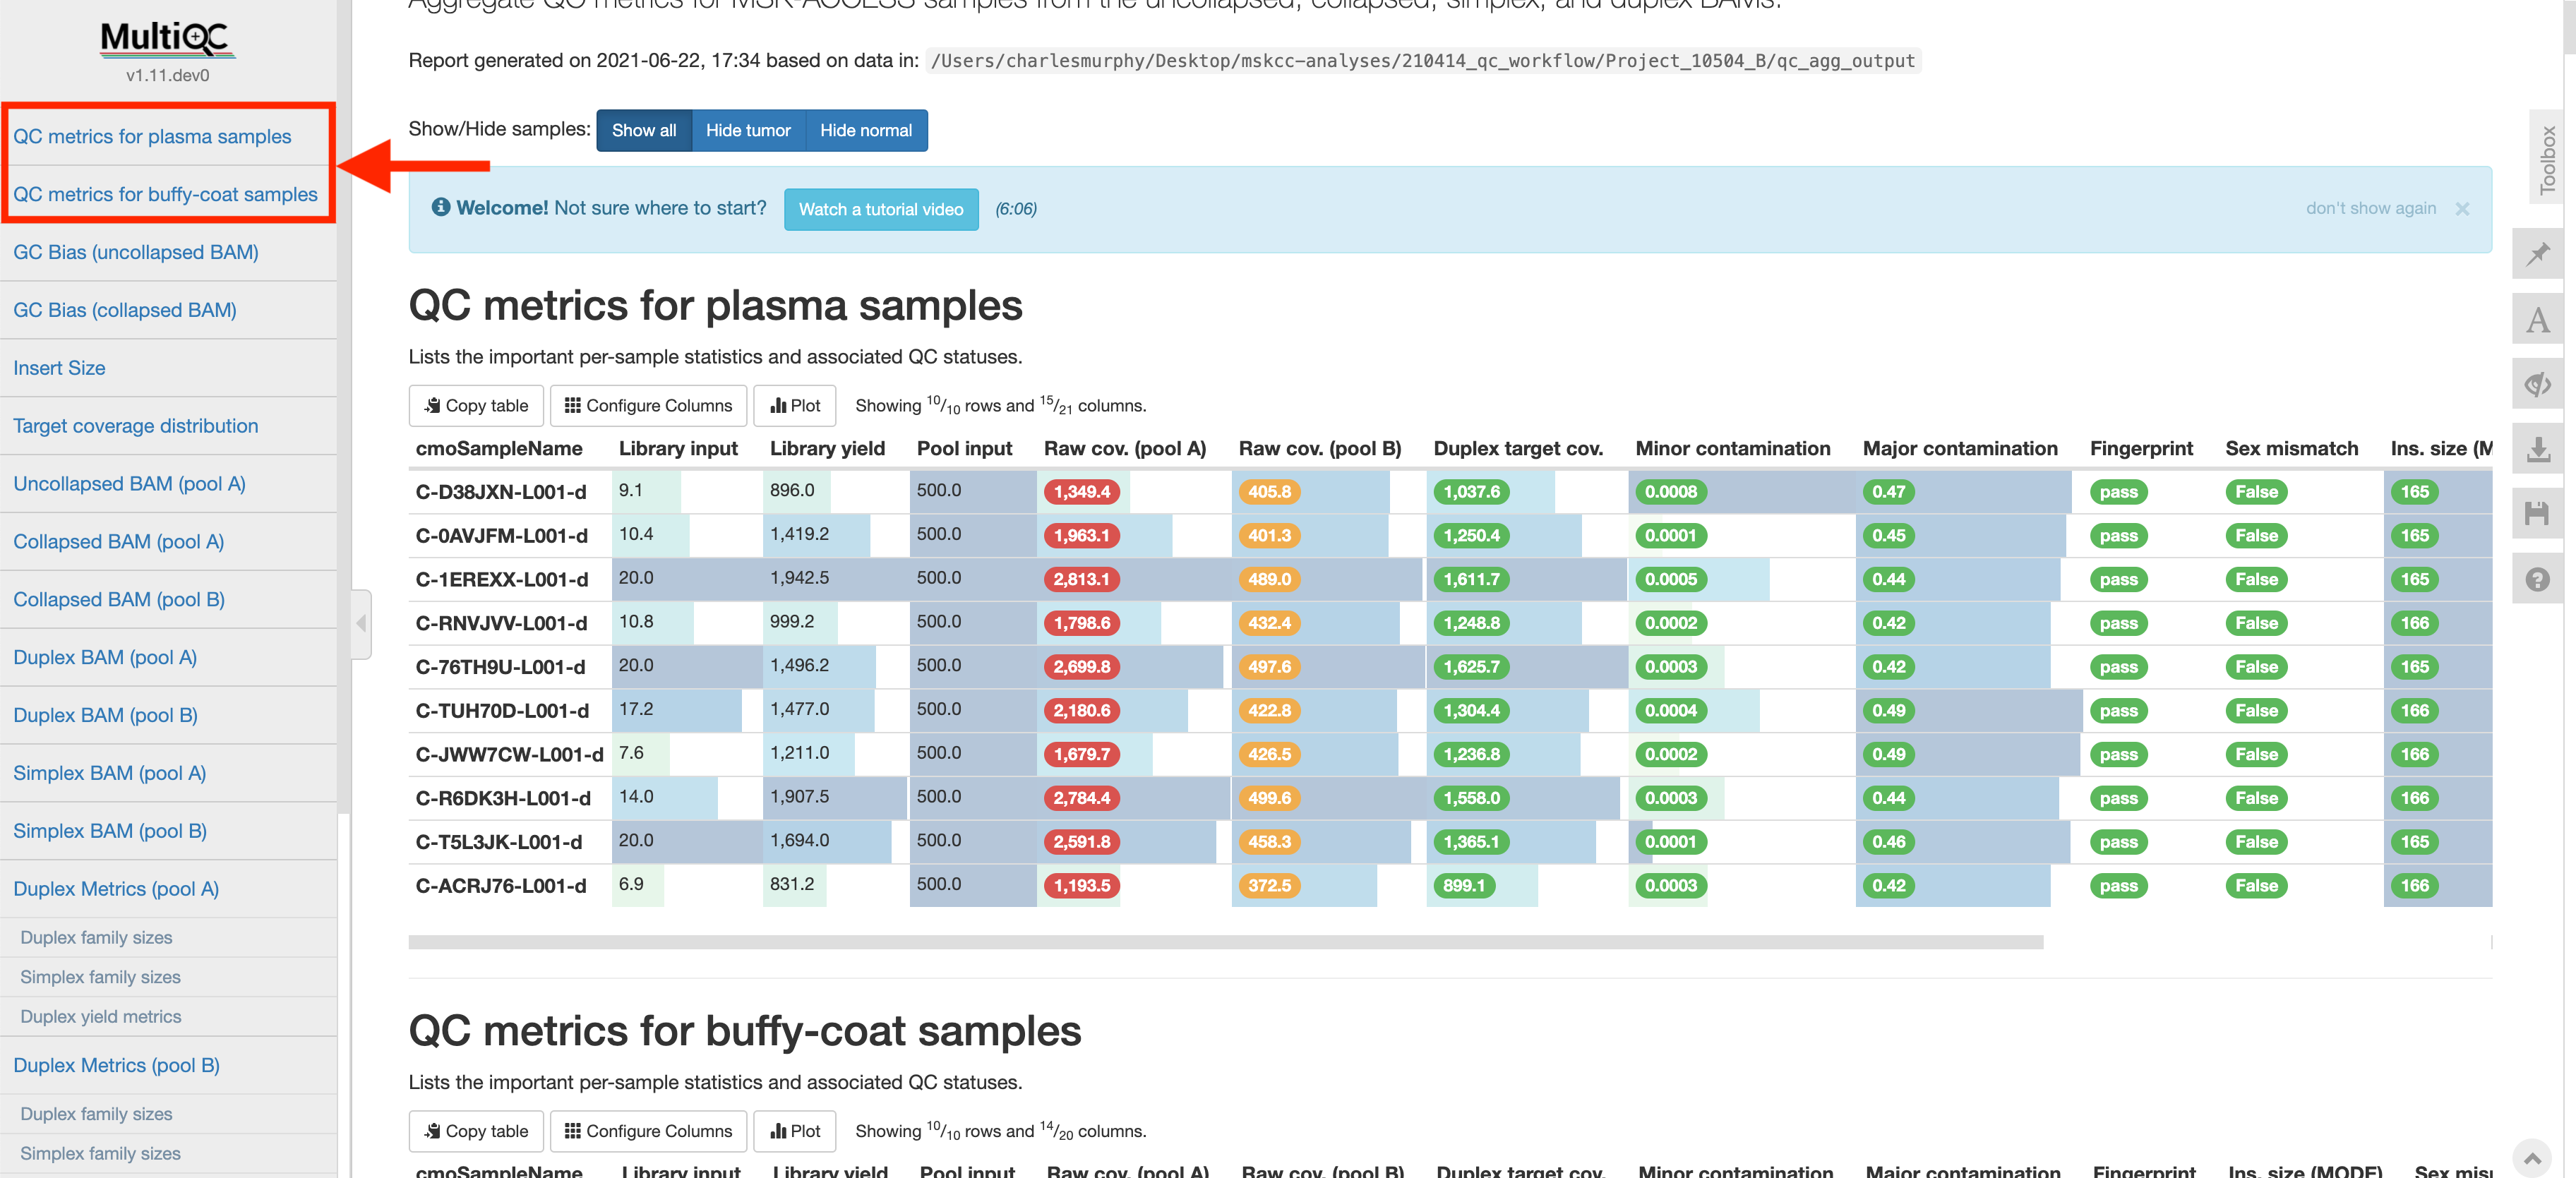 MultiQC
v1.11.dev0
QC metrics for plasma samples
QC metrics for buffy-coat samples
GC Bias (uncollapsed BAM)
GC Bias (collapsed BAM)
Insert Size
Target coverage distribution
Uncollapsed BAM (pool A)
Collapsed BAM (pool A)
Collapsed BAM (pool B)
Duplex BAM (pool A)
Duplex BAM (pool B)
Simplex BAM (pool A)
Simplex BAM (pool B)
Duplex Metrics (pool A)
Duplex family sizes
Simplex family sizes
Duplex yield metrics
Duplex Metrics (pool B)
Duplex family sizes
Simplex family sizes
Aggregate QC metrics for MSK-ACCESS samples from the uncollapsed, collapsed, simplex, and duplex BAMs.
Report generated on 2021-06-22, 17:34 based on data in: /Users/charlesmurphy/Desktop/mskcc-analyses/210414_qc_workflow/Project_10504_B/qc_agg_output
Show/Hide samples: Show all Hide tumor Hide normal
Welcome! Not sure where to start? Watch a tutorial video (6:06) don't show again ×
QC metrics for plasma samples
Lists the important per-sample statistics and associated QC statuses.
Copy table Configure Columns Plot Showing 10/10 rows and 15/21 columns.
cmoSampleName Library input Library yield Pool input Raw cov. (pool A) Raw cov. (pool B) Duplex target cov. Minor contamination Major contamination Fingerprint Sex mismatch Ins. size (M
C-D38JXN-L001-d 9.1 896.0 500.0 1,349.4 405.8 1,037.6 0.0008 0.47 pass False 165
C-0AVJFM-L001-d 10.4 1,419.2 500.0 1,963.1 401.3 1,250.4 0.0001 0.45 pass False 165
C-1EREXX-L001-d 20.0 1,942.5 500.0 2,813.1 489.0 1,611.7 0.0005 0.44 pass False 165
C-RNVJVV-L001-d 10.8 999.2 500.0 1,798.6 432.4 1,248.8 0.0002 0.42 pass False 166
C-76TH9U-L001-d 20.0 1,496.2 500.0 2,699.8 497.6 1,625.7 0.0003 0.42 pass False 165
C-TUH70D-L001-d 17.2 1,477.0 500.0 2,180.6 422.8 1,304.4 0.0004 0.49 pass False 166
C-JWW7CW-L001-d 7.6 1,211.0 500.0 1,679.7 426.5 1,236.8 0.0002 0.49 pass False 166
C-R6DK3H-L001-d 14.0 1,907.5 500.0 2,784.4 499.6 1,558.0 0.0003 0.44 pass False 166
C-T5L3JK-L001-d 20.0 1,694.0 500.0 2,591.8 458.3 1,365.1 0.0001 0.46 pass False 165
C-ACRJ76-L001-d 6.9 831.2 500.0 1,193.5 372.5 899.1 0.0003 0.42 pass False 166
QC metrics for buffy-coat samples
Lists the important per-sample statistics and associated QC statuses.
Copy table Configure Columns Plot Showing 10/10 rows and 14/20 columns.
cmoSampleName Library input Library yield Pool input Raw cov. (pool A) Raw cov. (pool B) Duplex target cov. Minor contamination Major contamination Fingerprint Ins. size (MODE) Sex mis
Toolbox